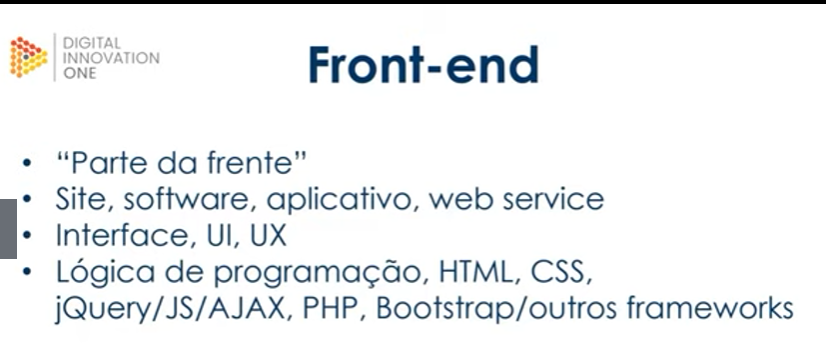 DIGITAL
INNOVATION
ONE
Front-end
• “Parte da frente”
• Site, software, aplicativo, web service
• Interface, UI, UX
• Lógica de programação, HTML, CSS,
jQuery/JS/AJAX, PHP, Bootstrap/outros frameworks